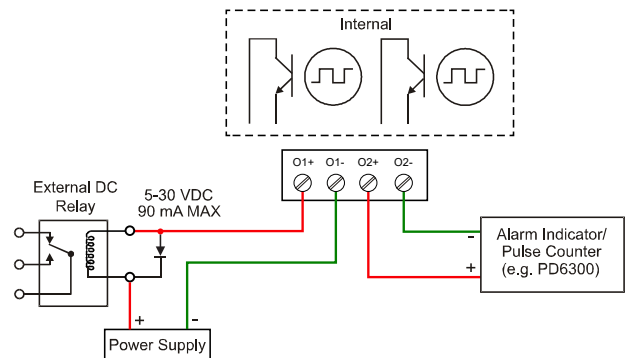 Internal
O1+ O1- O2+ O2-
External DC
Relay
5-30 VDC
90 mA MAX
-
+
Alarm Indicator/
Pulse Counter
(e.g. PD6300)
+ -
Power Supply